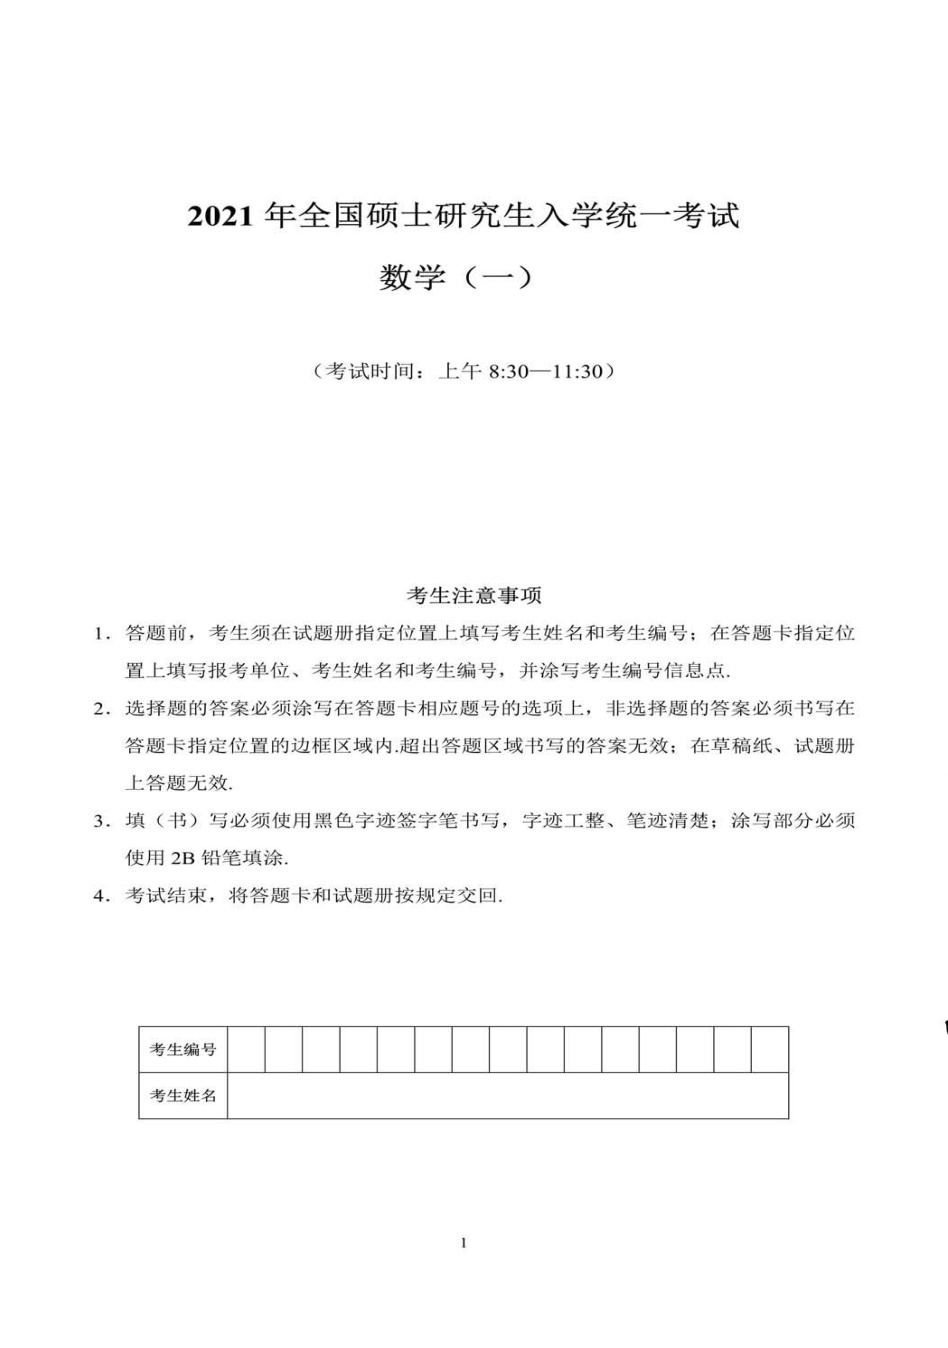 2021 年全国硕士研究生入学统一考试
数学（一）
（考试时间：上午 8:30—11:30）
考生注意事项
1．答题前，考生须在试题册指定位置上填写考生姓名和考生编号；在答题卡指定位
置上填写报考单位、考生姓名和考生编号，并涂写考生编号信息点.
2．选择题的答案必须涂写在答题卡相应题号的选项上，非选择题的答案必须书写在
答题卡指定位置的边框区域内.超出答题区域书写的答案无效；在草稿纸、试题册
上答题无效.
3．填（书）写必须使用黑色字迹签字笔书写，字迹工整、笔迹清楚；涂写部分必须
使用 2B 铅笔填涂.
4．考试结束，将答题卡和试题册按规定交回.
考生编号
考生姓名
1